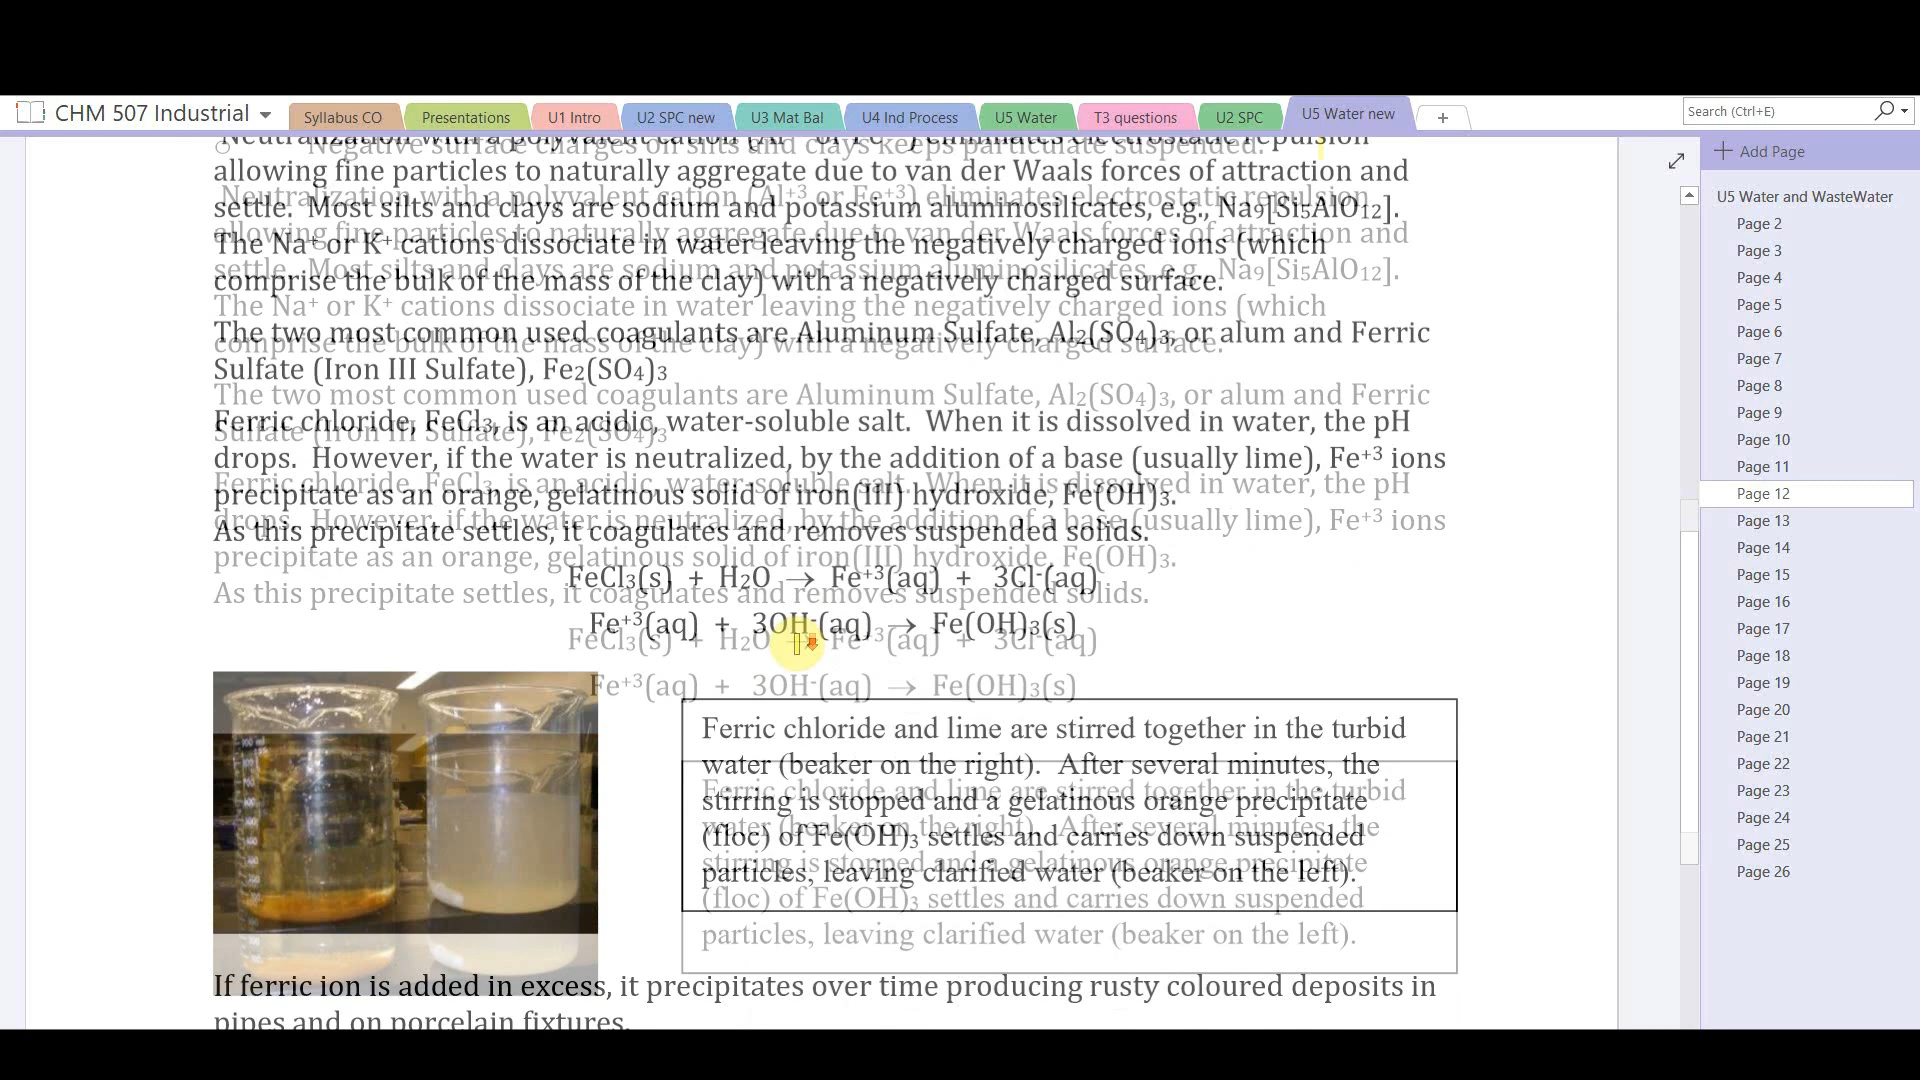 CHM 507 Industrial
Syllabus CO
Presentations
U1 Intro
U2 SPC new
U3 Mat Bal
U4 Ind Process
U5 Water
T3 questions
U2 SPC
U5 Water new
+
Search (Ctrl+E)
Neutralization with a polyvalent cation (Al⁺³ or Fe⁺³) eliminates electrostatic repulsion
allowing fine particles to naturally aggregate due to van der Waals forces of attraction and
settle. Most silts and clays are sodium and potassium aluminosilicates, e.g., Na₉[Si₅AlO₁₂].
The Na⁺ or K⁺ cations dissociate in water leaving the negatively charged ions (which
comprise the bulk of the mass of the clay) with a negatively charged surface.
The two most common used coagulants are Aluminum Sulfate, Al₂(SO₄)₃, or alum and Ferric
Sulfate (Iron III Sulfate), Fe₂(SO₄)₃
Ferric chloride, FeCl₃, is an acidic, water-soluble salt. When it is dissolved in water, the pH
drops. However, if the water is neutralized, by the addition of a base (usually lime), Fe⁺³ ions
precipitate as an orange, gelatinous solid of iron(III) hydroxide, Fe(OH)₃.
As this precipitate settles, it coagulates and removes suspended solids.
FeCl₃(s) + H₂O → Fe⁺³(aq) + 3Cl⁻(aq)
Fe⁺³(aq) + 3OH⁻(aq) → Fe(OH)₃(s)
Ferric chloride and lime are stirred together in the turbid
water (beaker on the right). After several minutes, the
stirring is stopped and a gelatinous orange precipitate
(floc) of Fe(OH)₃ settles and carries down suspended
particles, leaving clarified water (beaker on the left).
If ferric ion is added in excess, it precipitates over time producing rusty coloured deposits in
pipes and on porcelain fixtures.
Add Page
U5 Water and WasteWater
Page 2
Page 3
Page 4
Page 5
Page 6
Page 7
Page 8
Page 9
Page 10
Page 11
Page 12
Page 13
Page 14
Page 15
Page 16
Page 17
Page 18
Page 19
Page 20
Page 21
Page 22
Page 23
Page 24
Page 25
Page 26